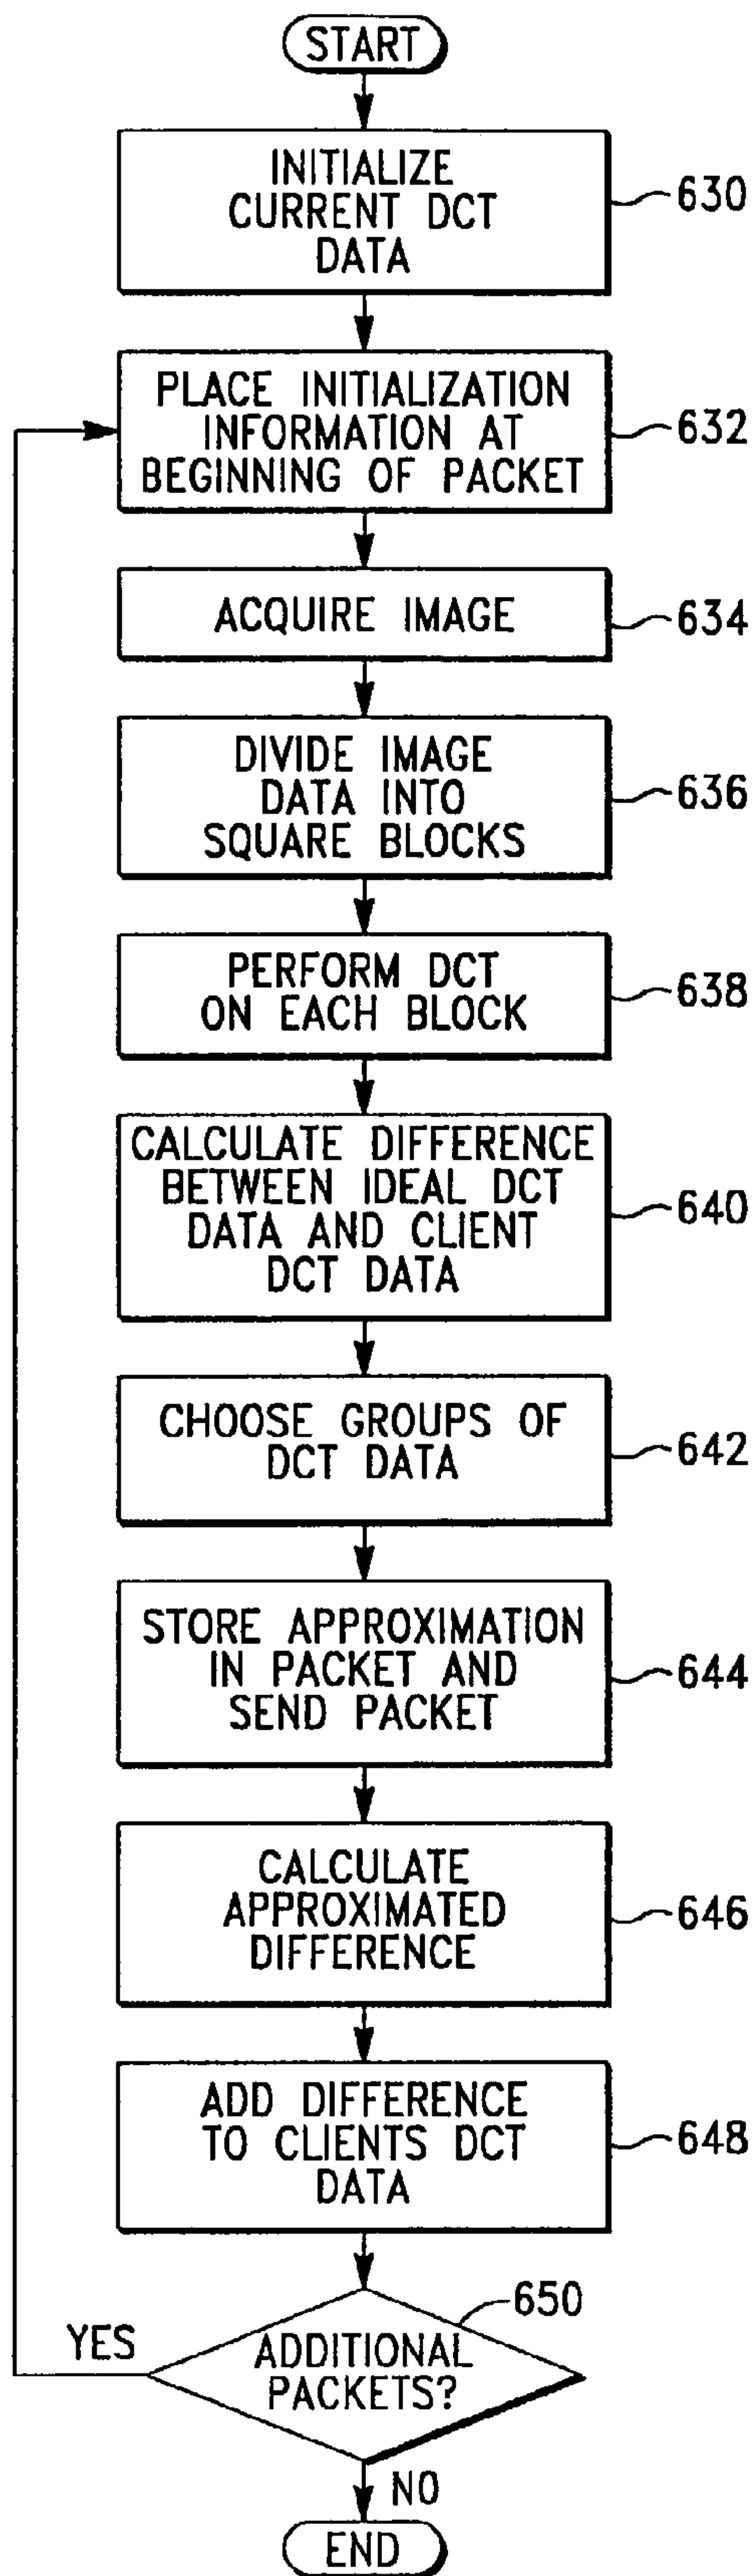 START
INITIALIZE
CURRENT DCT
DATA
630
PLACE INITIALIZATION
INFORMATION AT
BEGINNING OF PACKET
632
ACQUIRE IMAGE
634
DIVIDE IMAGE
DATA INTO
SQUARE BLOCKS
636
PERFORM DCT
ON EACH BLOCK
638
CALCULATE DIFFERENCE
BETWEEN IDEAL DCT
DATA AND CLIENT
DCT DATA
640
CHOOSE GROUPS OF
DCT DATA
642
STORE APPROXIMATION
IN PACKET AND
SEND PACKET
644
CALCULATE
APPROXIMATED
DIFFERENCE
646
ADD DIFFERENCE
TO CLIENTS DCT
DATA
648
650
YES
ADDITIONAL
PACKETS?
NO
END